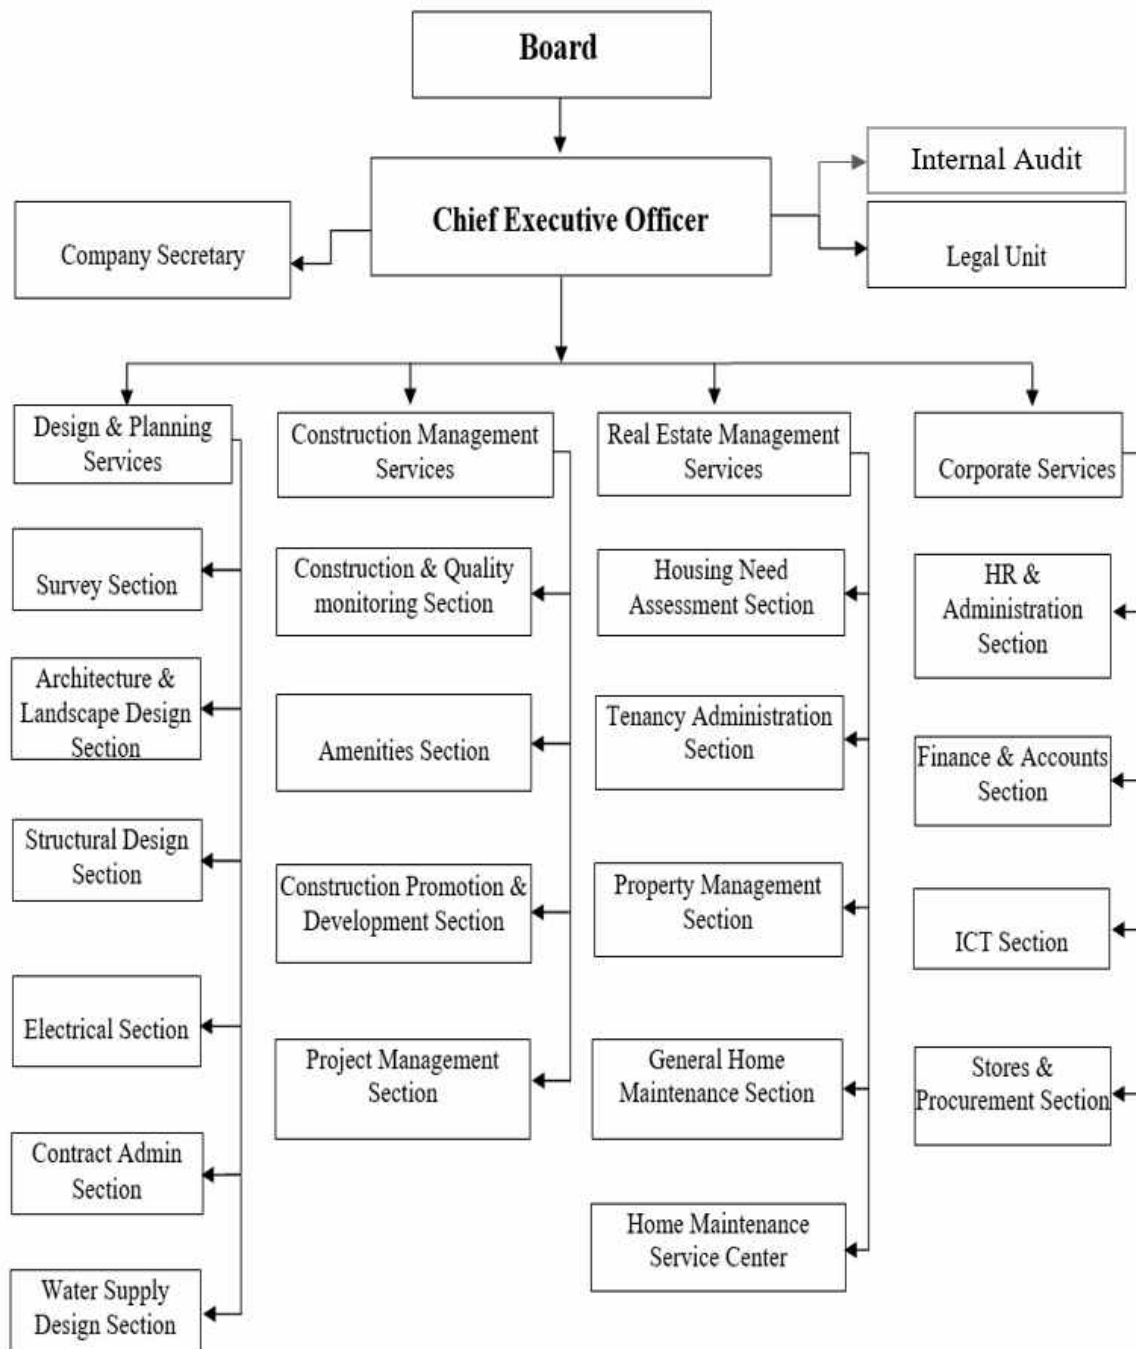 Board
Internal Audit
Chief Executive Officer
Company Secretary
Legal Unit
Design & Planning
Services
Construction Management
Services
Real Estate Management
Services
Corporate Services
Survey Section
Architecture &
Landscape Design
Section
Structural Design
Section
Electrical Section
Contract Admin
Section
Water Supply
Design Section
Construction & Quality
monitoring Section
Amenities Section
Construction Promotion &
Development Section
Project Management
Section
Housing Need
Assessment Section
Tenancy Administration
Section
Property Management
Section
General Home
Maintenance Section
Home Maintenance
Service Center
HR &
Administration
Section
Finance & Accounts
Section
ICT Section
Stores &
Procurement Section